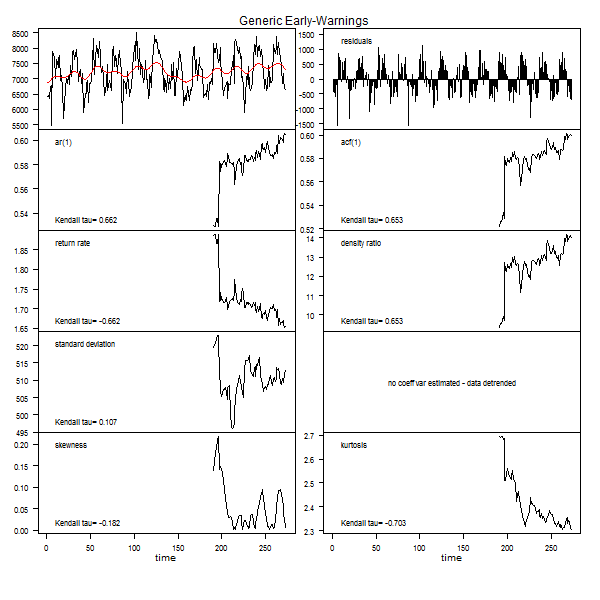 Generic Early-Warnings
8500
8000
7500
7000
6500
6000
5500
residuals
1500
1000
500
0
-500
-1500
ar(1)
0.60
0.58
0.56
0.54
Kendall tau= 0.662
acf(1)
0.60
0.58
0.56
0.54
0.52
Kendall tau= 0.653
return rate
1.85
1.80
1.75
1.70
1.65
Kendall tau= -0.662
density ratio
14
13
12
11
10
Kendall tau= 0.653
standard deviation
520
515
510
505
500
495
Kendall tau= 0.107
no coeff var estimated - data detrended
skewness
0.20
0.15
0.10
0.05
0.00
Kendall tau= -0.182
kurtosis
2.7
2.6
2.5
2.4
2.3
Kendall tau= -0.703
0 50 100 150 200 250
time
0 50 100 150 200 250
time